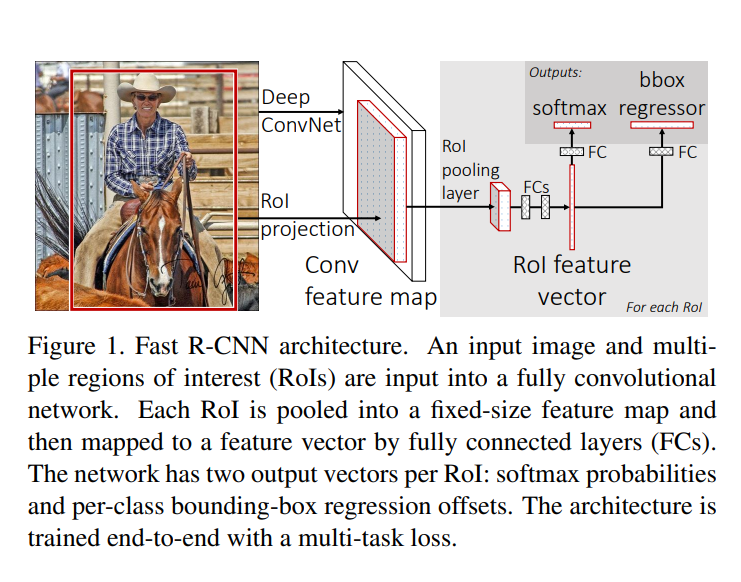 Deep
ConvNet
RoI
projection
Conv
feature map
RoI
pooling
layer
FCs
Outputs:
softmax
bbox
regressor
FC
FC
RoI feature
vector
For each RoI
Figure 1. Fast R-CNN architecture. An input image and multi-
ple regions of interest (RoIs) are input into a fully convolutional
network. Each RoI is pooled into a fixed-size feature map and
then mapped to a feature vector by fully connected layers (FCs).
The network has two output vectors per RoI: softmax probabilities
and per-class bounding-box regression offsets. The architecture is
trained end-to-end with a multi-task loss.